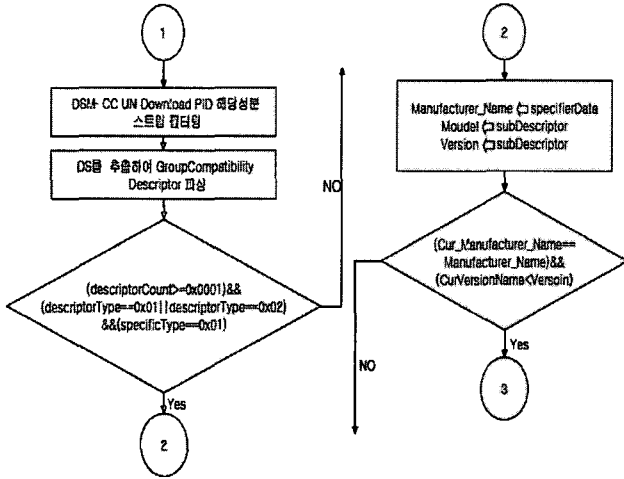 1
DSM- CC UN Download PID 해당성분
스트림 필터링
DSI를 추출하여 GroupCompatibility
Descriptor 파싱
(descriptorCount>=0x0001)&&
(descriptorType==0x01||descriptorType==0x02)
&&(specificType==0x01)
NO
Yes
2
2
Manufacturer_Name ⇦ specifierData
Moudel ⇦ subDescriptor
Version ⇦ subDescriptor
(Cur_Manufacturer_Name==
Manufacturer_Name)&&
(CurVersionName<Versoin)
NO
Yes
3